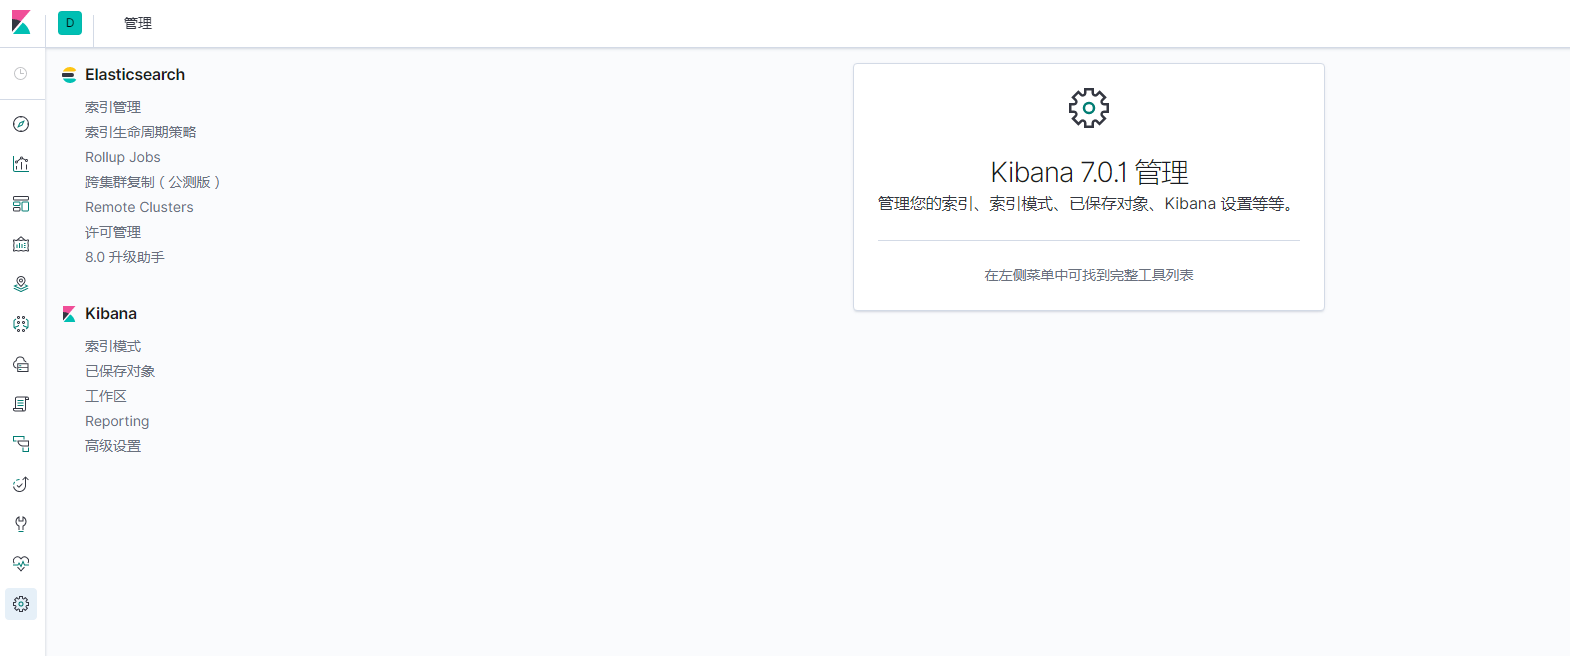 D
管理
Elasticsearch
索引管理
索引生命周期策略
Rollup Jobs
跨集群复制（公测版）
Remote Clusters
许可管理
8.0 升级助手
Kibana
索引模式
已保存对象
工作区
Reporting
高级设置
Kibana 7.0.1 管理
管理您的索引、索引模式、已保存对象、Kibana 设置等等。
在左侧菜单中可找到完整工具列表